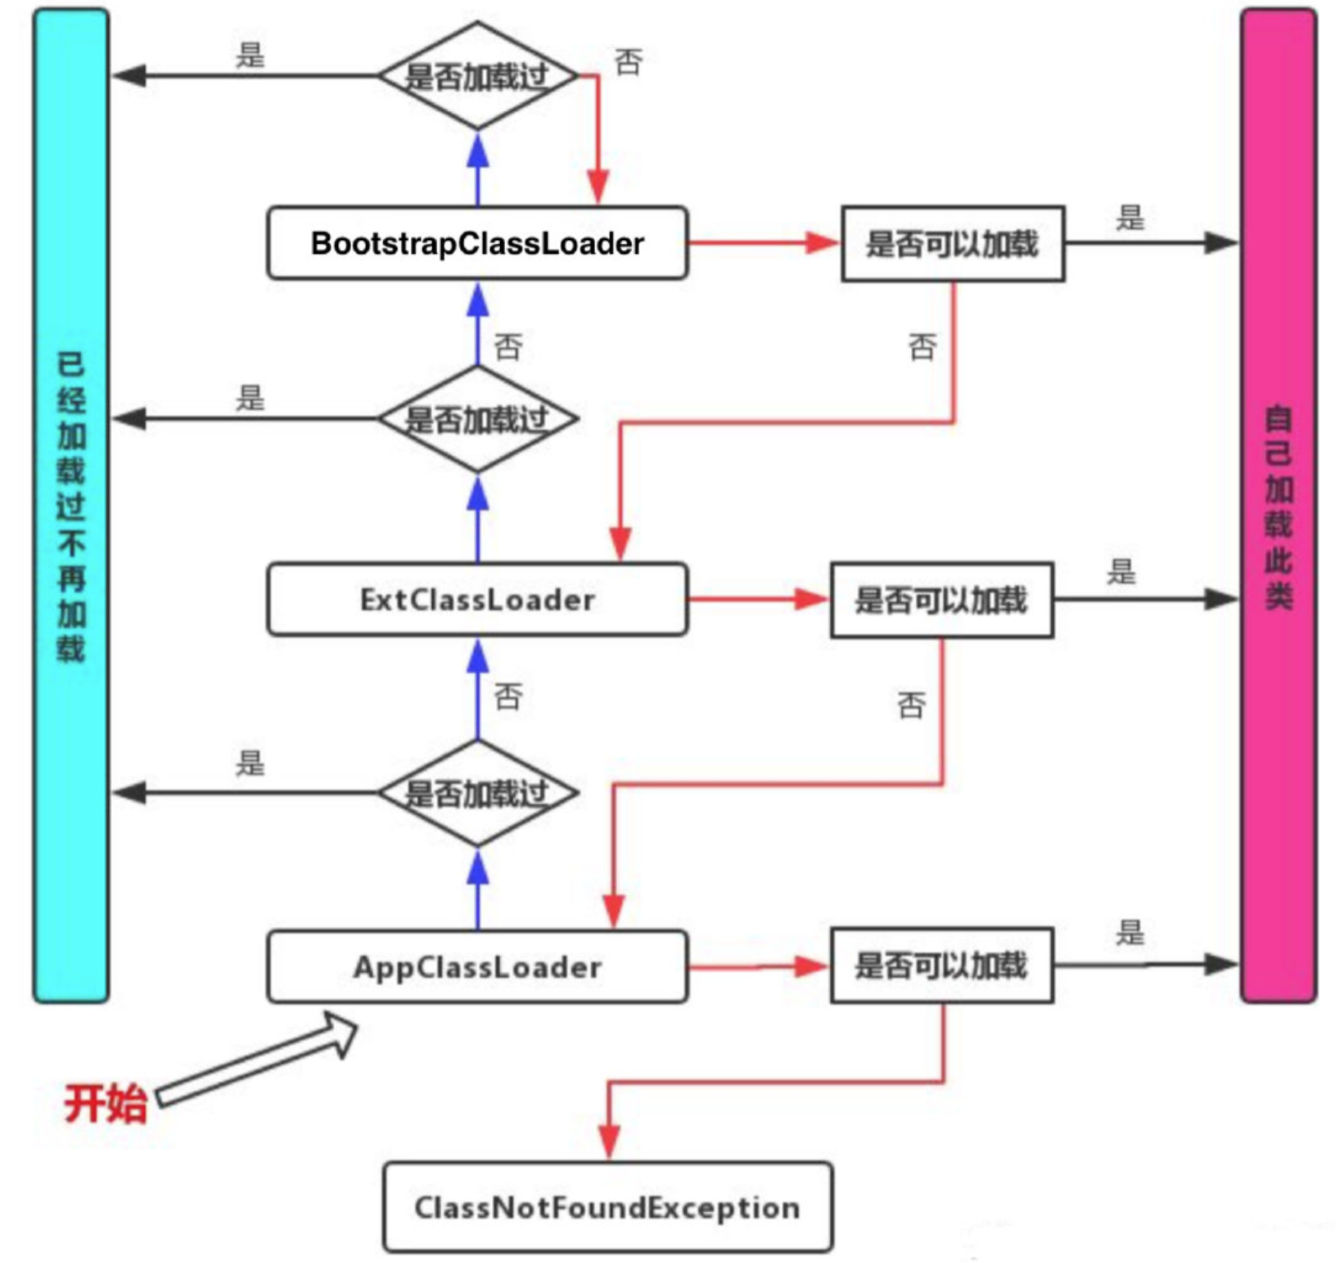 是
是否加载过
否
BootstrapClassLoader
是否可以加载
是
否
否
是
是否加载过
已经加载过不再加载
自己加载此类
ExtClassLoader
是否可以加载
是
否
否
是
是否加载过
AppClassLoader
是否可以加载
是
开始
ClassNotFoundException